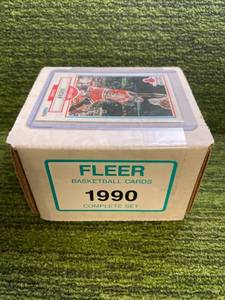 FLEER
BASKETBALL CARDS
1990
COMPLETE SET